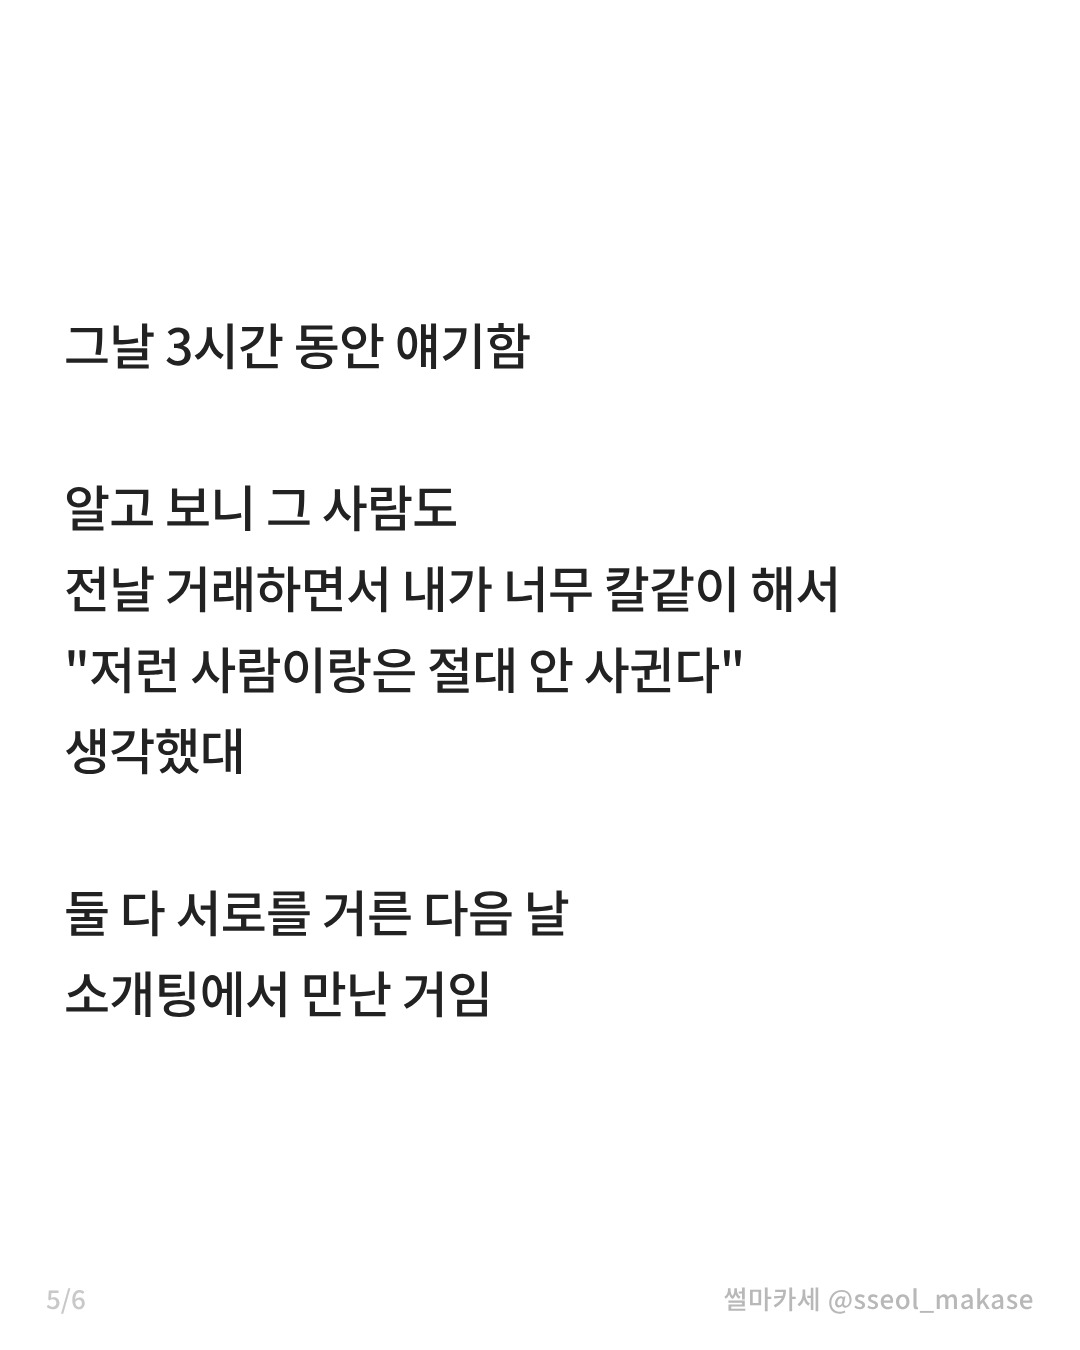 그날 3시간 동안 얘기함
알고 보니 그 사람도
전날 거래하면서 내가 너무 칼같이 해서
"저런 사람이랑은 절대 안 사귄다"
생각했대
둘 다 서로를 거른 다음 날
소개팅에서 만난 거임
5/6
썰마카세 @sseol_makase